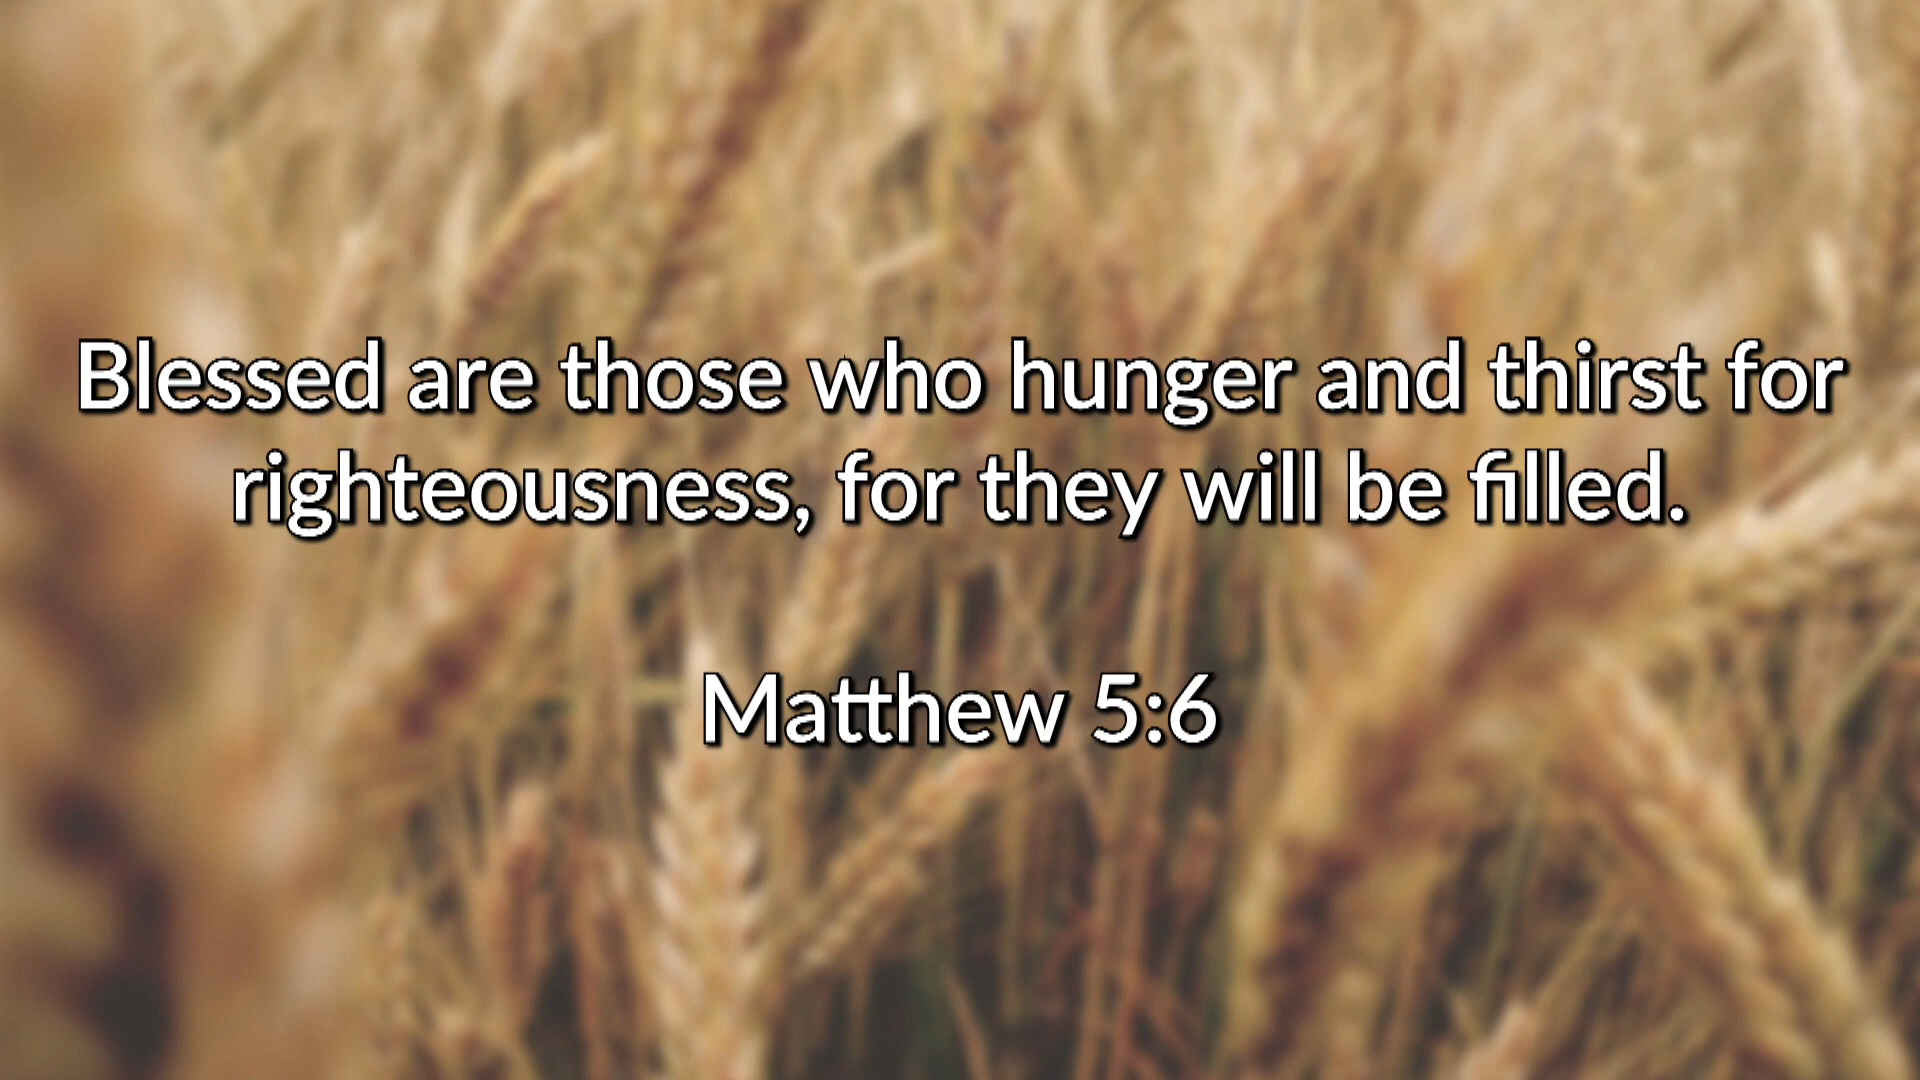 Blessed are those who hunger and thirst for
righteousness, for they will be filled.
Matthew 5:6